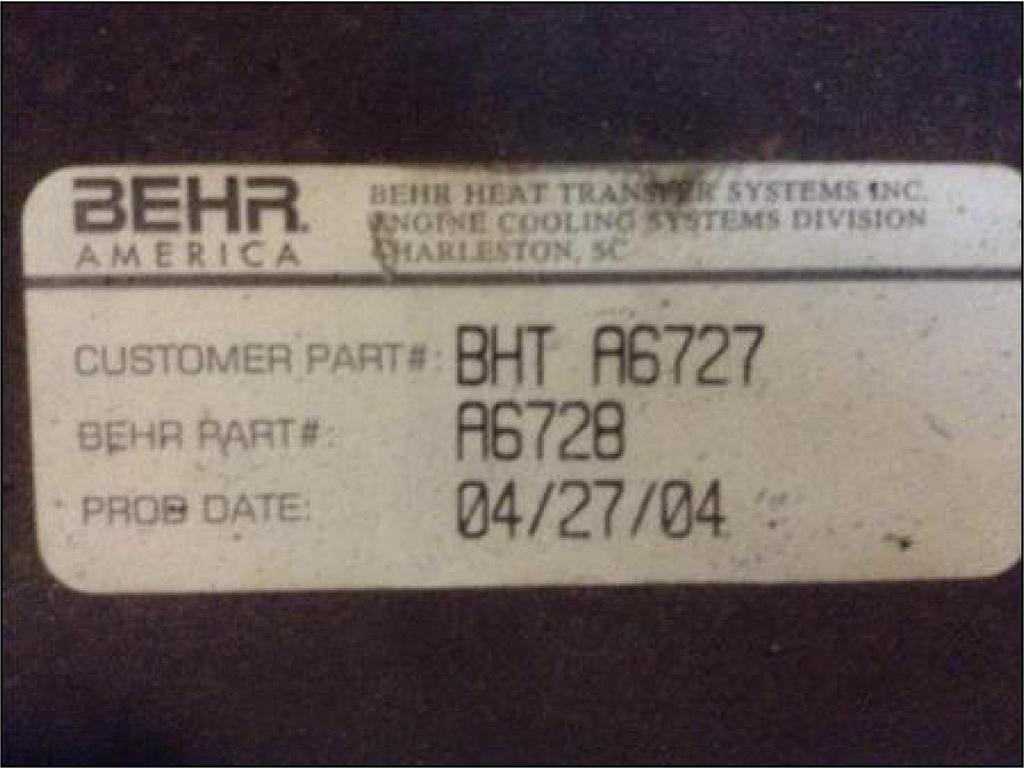 BEHR.
AMERICA
BEHR HEAT TRANSFER SYSTEMS INC.
ENGINE COOLING SYSTEMS DIVISION
CHARLESTON, SC
CUSTOMER PART#: BHT A6727
BEHR PART#: A6728
PROD DATE: 04/27/04